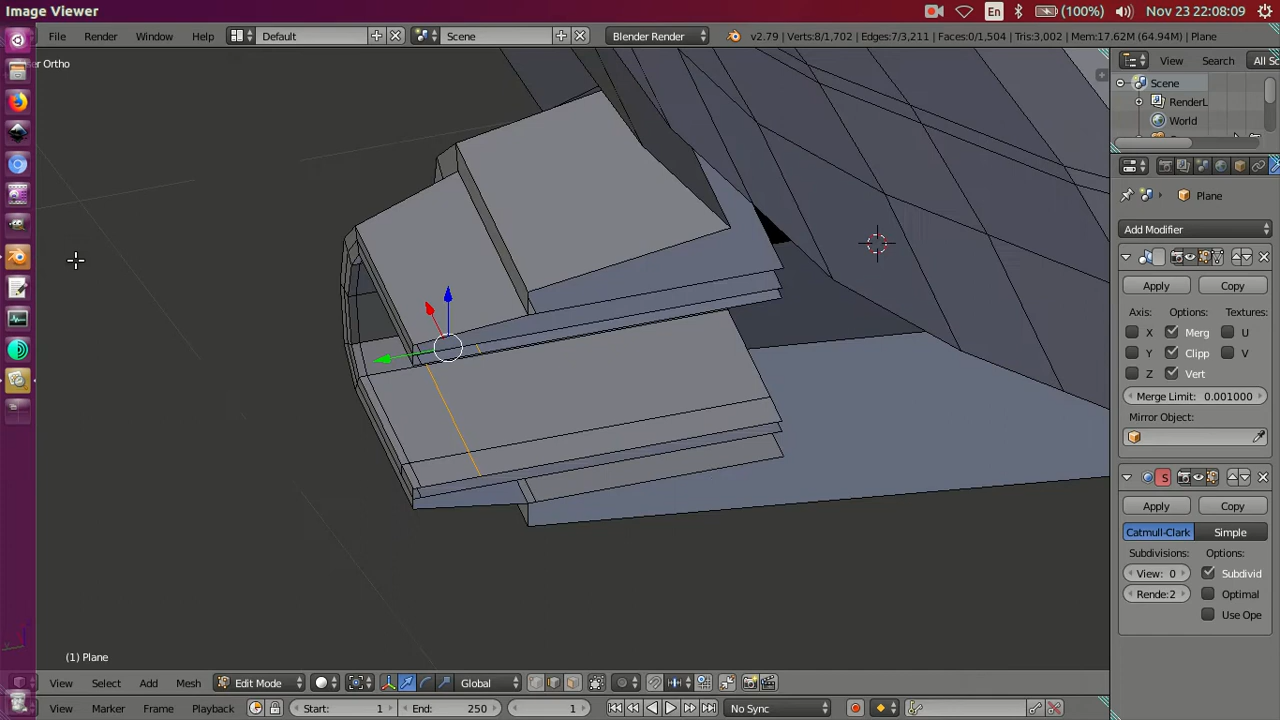 Image Viewer
En
(100%)
Nov 23 22:08:09
File
Render
Window
Help
Default
Scene
Blender Render
v2.79 | Verts:8/1,702 | Edges:7/3,211 | Faces:0/1,504 | Tris:3,002 | Mem:17.62M (64.94M) | Plane
er Ortho
View
Search
All Sc
Scene
RenderL
World
Plane
Add Modifier
Apply
Copy
Axis:
Options:
Textures:
X
Merg
U
Y
Clipp
V
Z
Vert
Merge Limit: 0.001000
Mirror Object:
S
Apply
Copy
Catmull-Clark
Simple
Subdivisions:
Options:
View: 0
Subdivid
Rende:2
Optimal
Use Ope
(1) Plane
View
Select
Add
Mesh
Edit Mode
Global
View
Marker
Frame
Playback
Start: 1
End: 250
1
No Sync